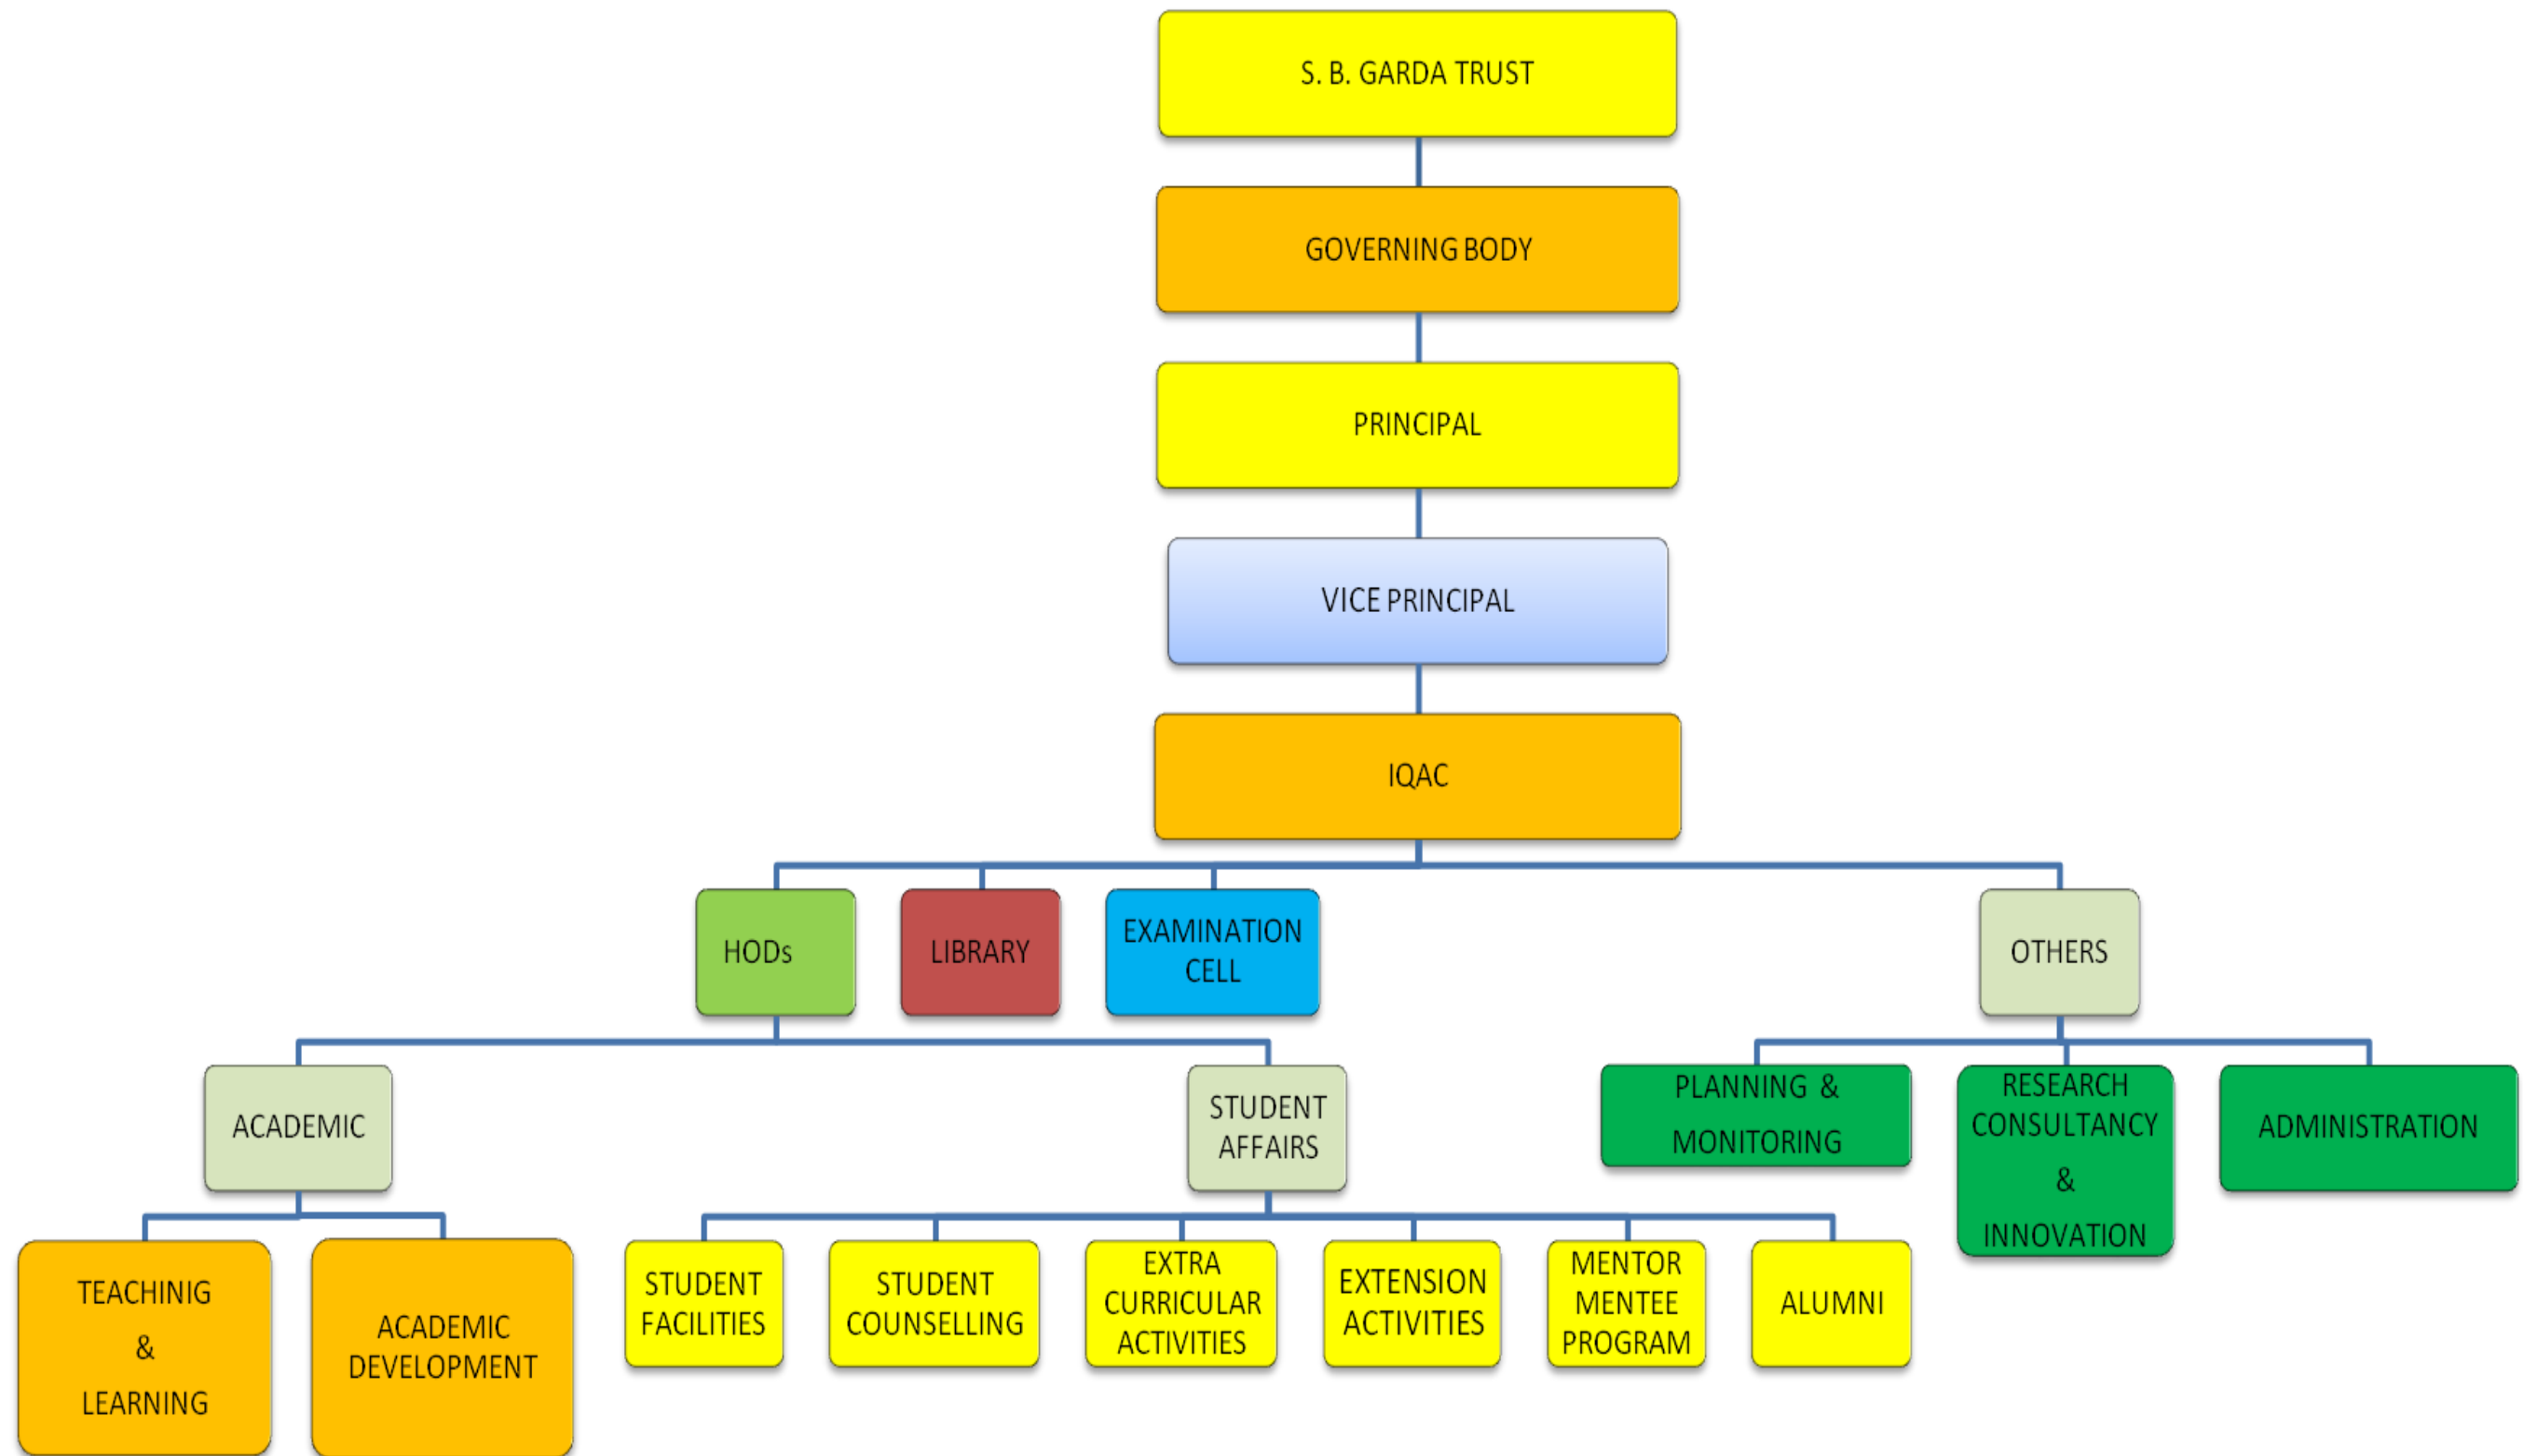 S. B. GARDA TRUST
GOVERNING BODY
PRINCIPAL
VICE PRINCIPAL
IQAC
HODs
LIBRARY
EXAMINATION
CELL
OTHERS
ACADEMIC
STUDENT
AFFAIRS
PLANNING &
MONITORING
RESEARCH
CONSULTANCY
&
INNOVATION
ADMINISTRATION
TEACHINIG
&
LEARNING
ACADEMIC
DEVELOPMENT
STUDENT
FACILITIES
STUDENT
COUNSELLING
EXTRA
CURRICULAR
ACTIVITIES
EXTENSION
ACTIVITIES
MENTOR
MENTEE
PROGRAM
ALUMNI